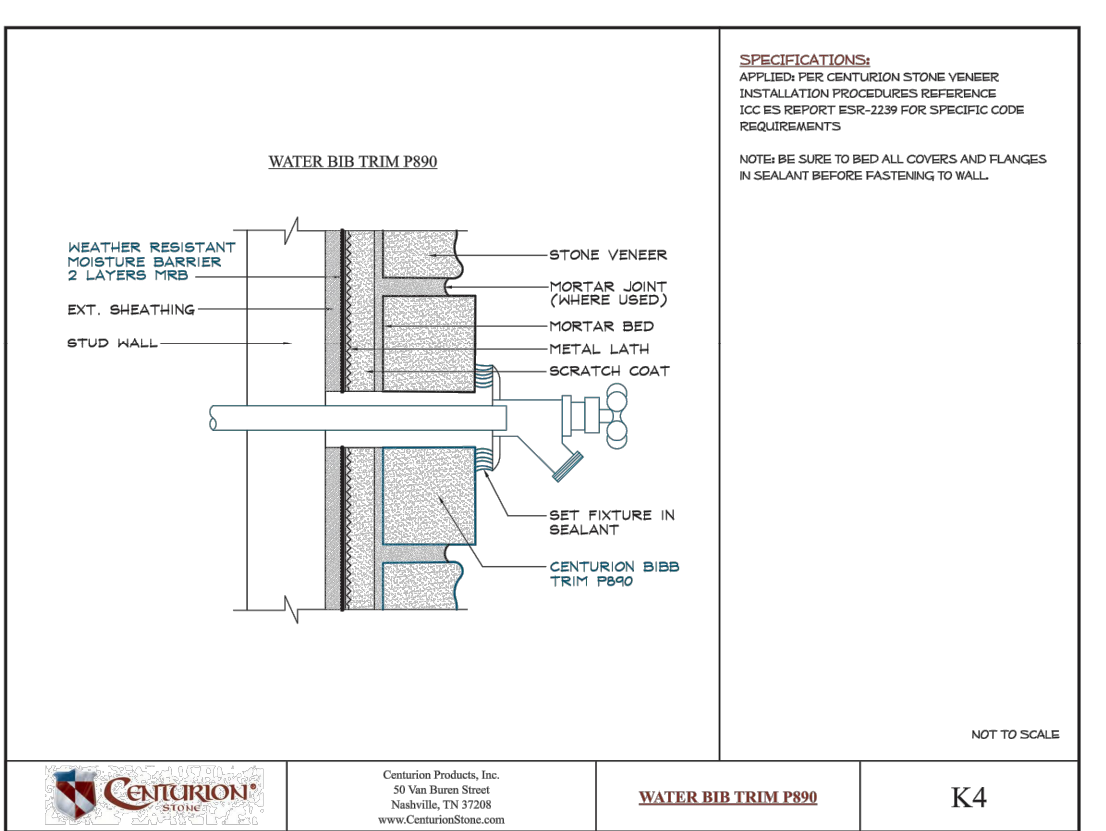 WATER BIB TRIM P890
WEATHER RESISTANT
MOISTURE BARRIER
2 LAYERS MRB
EXT. SHEATHING
STUD WALL
STONE VENEER
MORTAR JOINT
(WHERE USED)
MORTAR BED
METAL LATH
SCRATCH COAT
SET FIXTURE IN
SEALANT
CENTURION BIBB
TRIM P890
SPECIFICATIONS:
APPLIED: PER CENTURION STONE VENEER
INSTALLATION PROCEDURES REFERENCE
ICC ES REPORT ESR-2239 FOR SPECIFIC CODE
REQUIREMENTS
NOTE: BE SURE TO BED ALL COVERS AND FLANGES
IN SEALANT BEFORE FASTENING TO WALL.
NOT TO SCALE
CENTURION®
STONE
Centurion Products, Inc.
50 Van Buren Street
Nashville, TN 37208
www.CenturionStone.com
WATER BIB TRIM P890
K4